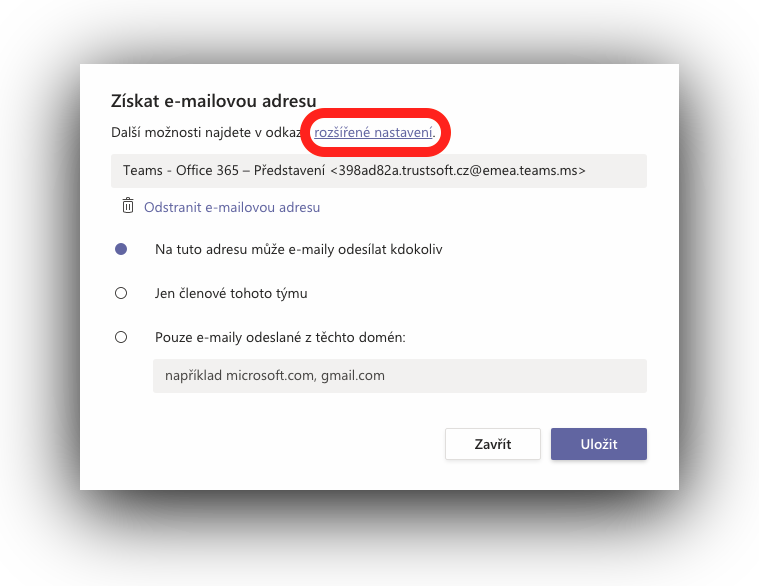 Získat e-mailovou adresu
Další možnosti najdete v odkaz rozšířené nastavení.
Teams - Office 365 – Představení <398ad82a.trustsoft.cz@emea.teams.ms>
Odstranit e-mailovou adresu
Na tuto adresu může e-maily odesílat kdokoliv
Jen členové tohoto týmu
Pouze e-maily odeslané z těchto domén:
například microsoft.com, gmail.com
Zavřít
Uložit